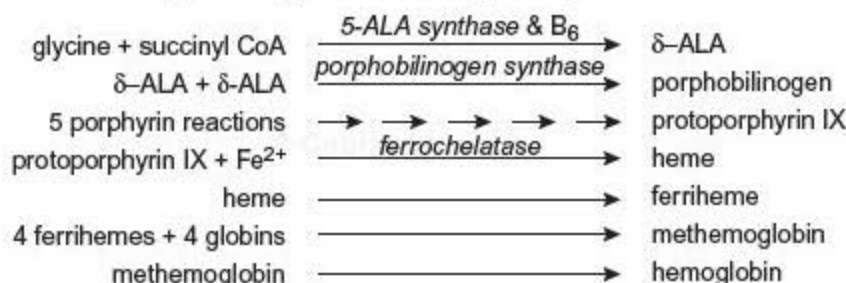 glycine + succinyl CoA 5-ALA synthase & B6 δ–ALA
δ–ALA + δ-ALA porphobilinogen synthase porphobilinogen
5 porphyrin reactions protoporphyrin IX
protoporphyrin IX + Fe2+ ferrochelatase heme
heme ferriheme
4 ferrihemes + 4 globins methemoglobin
methemoglobin hemoglobin